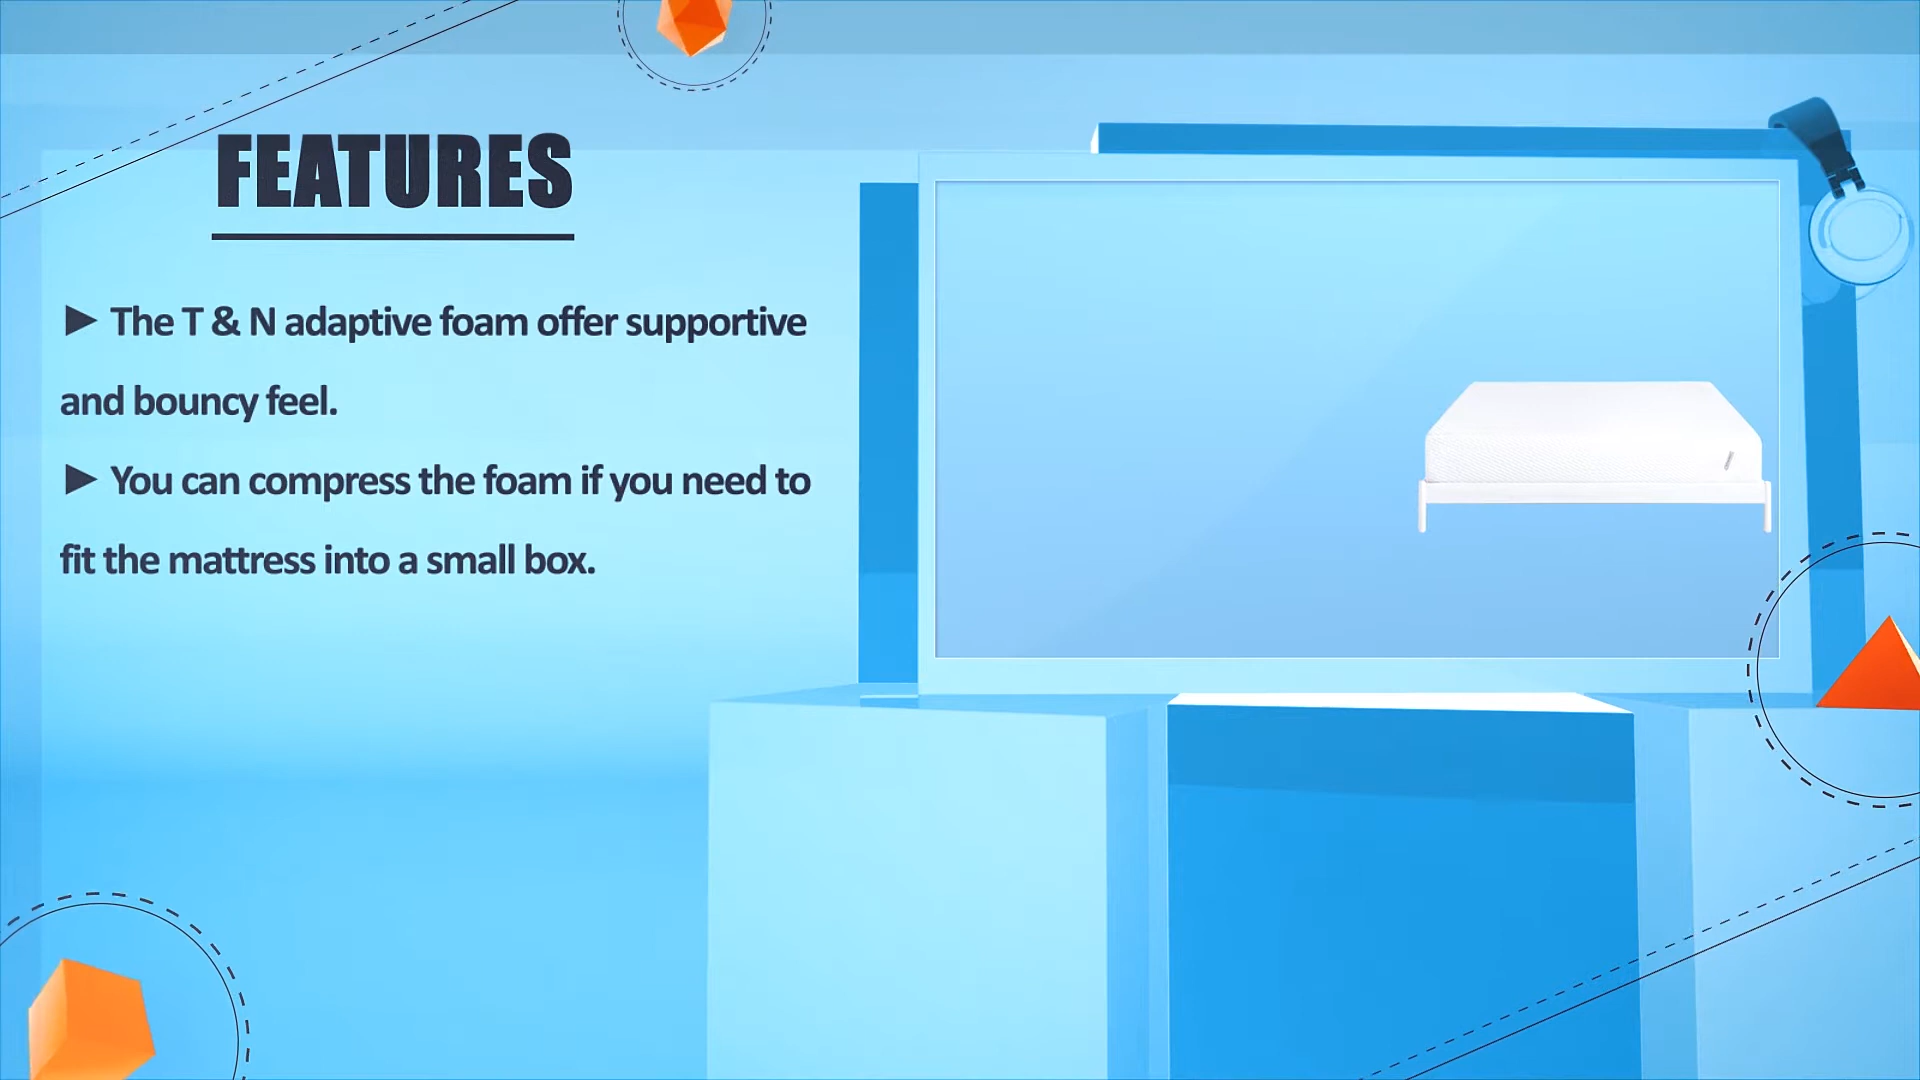 FEATURES
► The T & N adaptive foam offer supportive
and bouncy feel.
► You can compress the foam if you need to
fit the mattress into a small box.